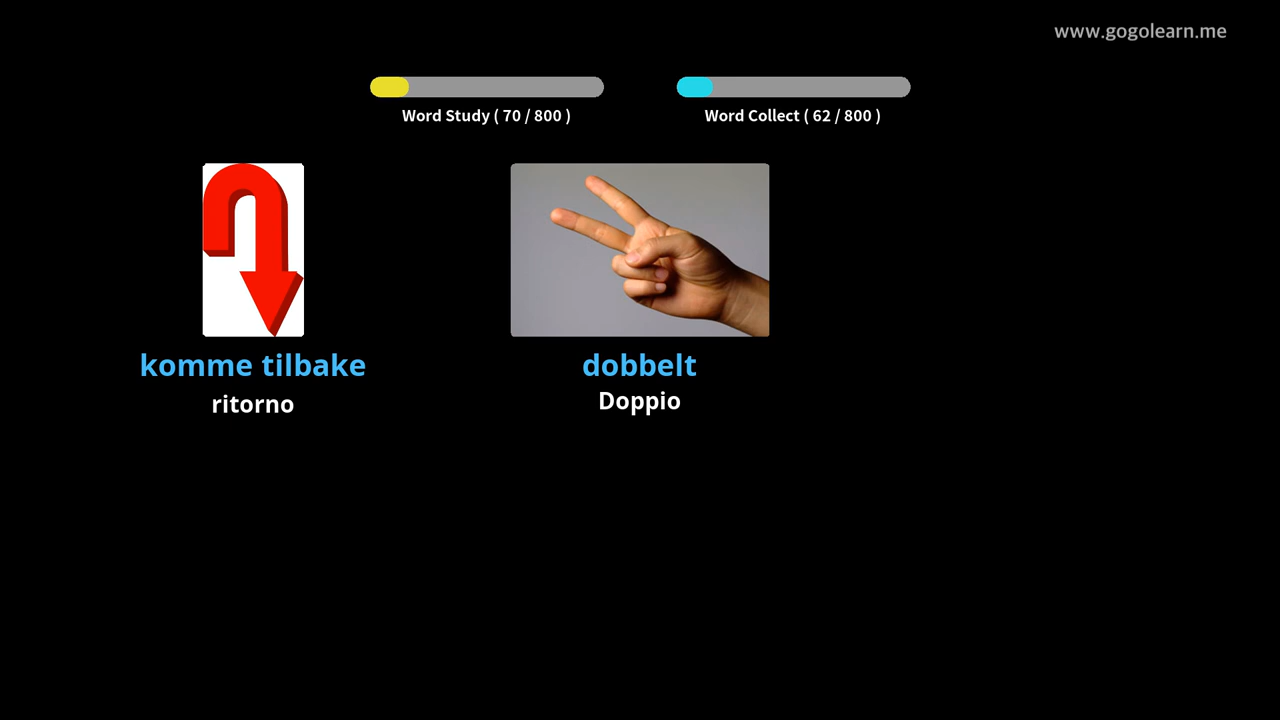 www.gogolearn.me
Word Study ( 70 / 800 )
Word Collect ( 62 / 800 )
komme tilbake
ritorno
dobbelt
Doppio